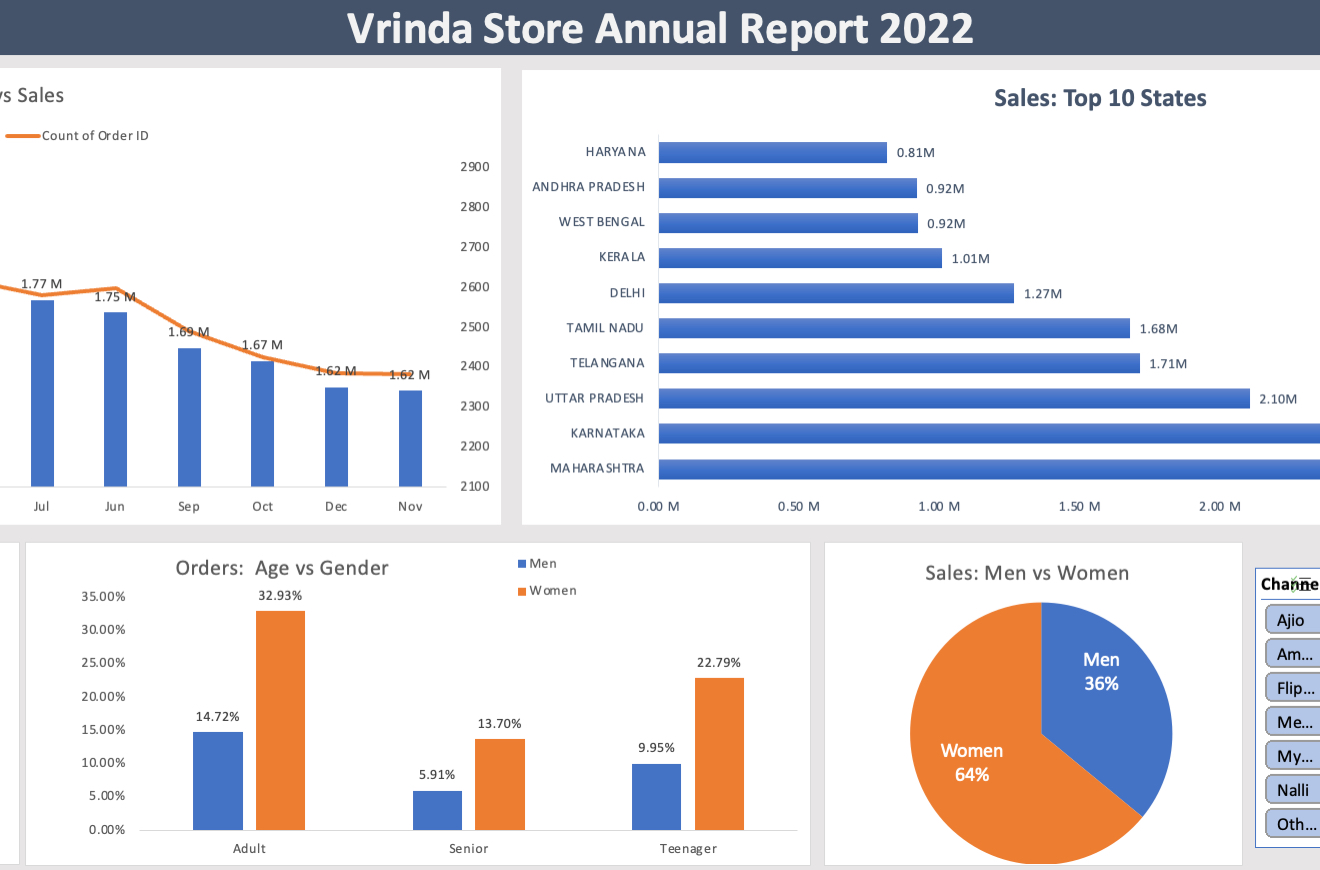 Vrinda Store Annual Report 2022
vs Sales
Count of Order ID
2900
2800
2700
2600
2500
2400
2300
2200
2100
1.77 M
1.75 M
1.69 M
1.67 M
1.62 M
1.62 M
Jul Jun Sep Oct Dec Nov
Sales: Top 10 States
HARYANA 0.81M
ANDHRA PRADESH 0.92M
WEST BENGAL 0.92M
KERALA 1.01M
DELHI 1.27M
TAMIL NADU 1.68M
TELANGANA 1.71M
UTTAR PRADESH 2.10M
KARNATAKA
MAHARASHTRA
0.00 M 0.50 M 1.00 M 1.50 M 2.00 M
Orders: Age vs Gender
Men
Women
35.00%
30.00%
25.00%
20.00%
15.00%
10.00%
5.00%
0.00%
14.72% 32.93%
5.91% 13.70%
9.95% 22.79%
Adult Senior Teenager
Sales: Men vs Women
Men
36%
Women
64%
Ajio
Am...
Flip...
Me...
My...
Nalli
Oth...